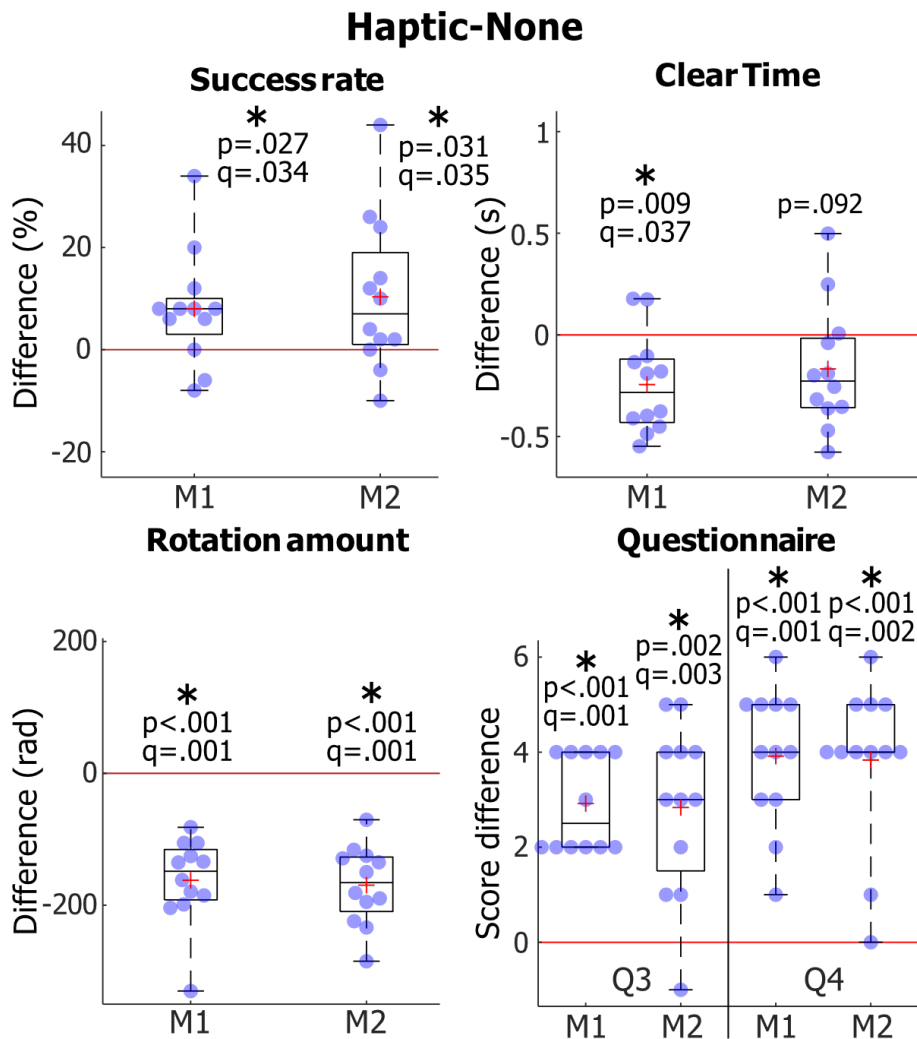 Haptic-None
Success rate
*
p=.027
q=.034
*
p=.031
q=.035
Difference (%)
40
20
0
-20
M1 M2
Clear Time
*
p=.009
q=.037
p=.092
Difference (s)
1
0.5
0
-0.5
M1 M2
Rotation amount
*
p<.001
q=.001
*
p<.001
q=.001
Difference (rad)
200
0
-200
M1 M2
Questionnaire
*
p<.001
q=.001
*
p=.002
q=.003
*
p<.001
q=.001
*
p<.001
q=.002
Score difference
6
4
2
0
Q3 Q4
M1 M2 M1 M2